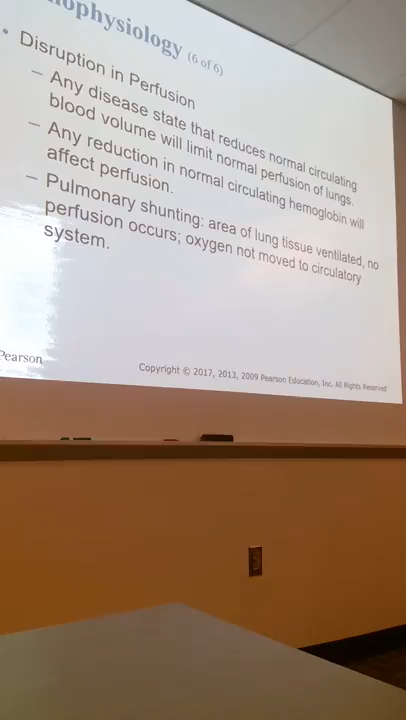 ophysiology (6 of 6)
• Disruption in Perfusion
– Any disease state that reduces normal circulating
blood volume will limit normal perfusion of lungs.
– Any reduction in normal circulating hemoglobin will
affect perfusion.
– Pulmonary shunting: area of lung tissue ventilated, no
perfusion occurs; oxygen not moved to circulatory
system.
Pearson
Copyright © 2017, 2013, 2009 Pearson Education, Inc. All Rights Reserved